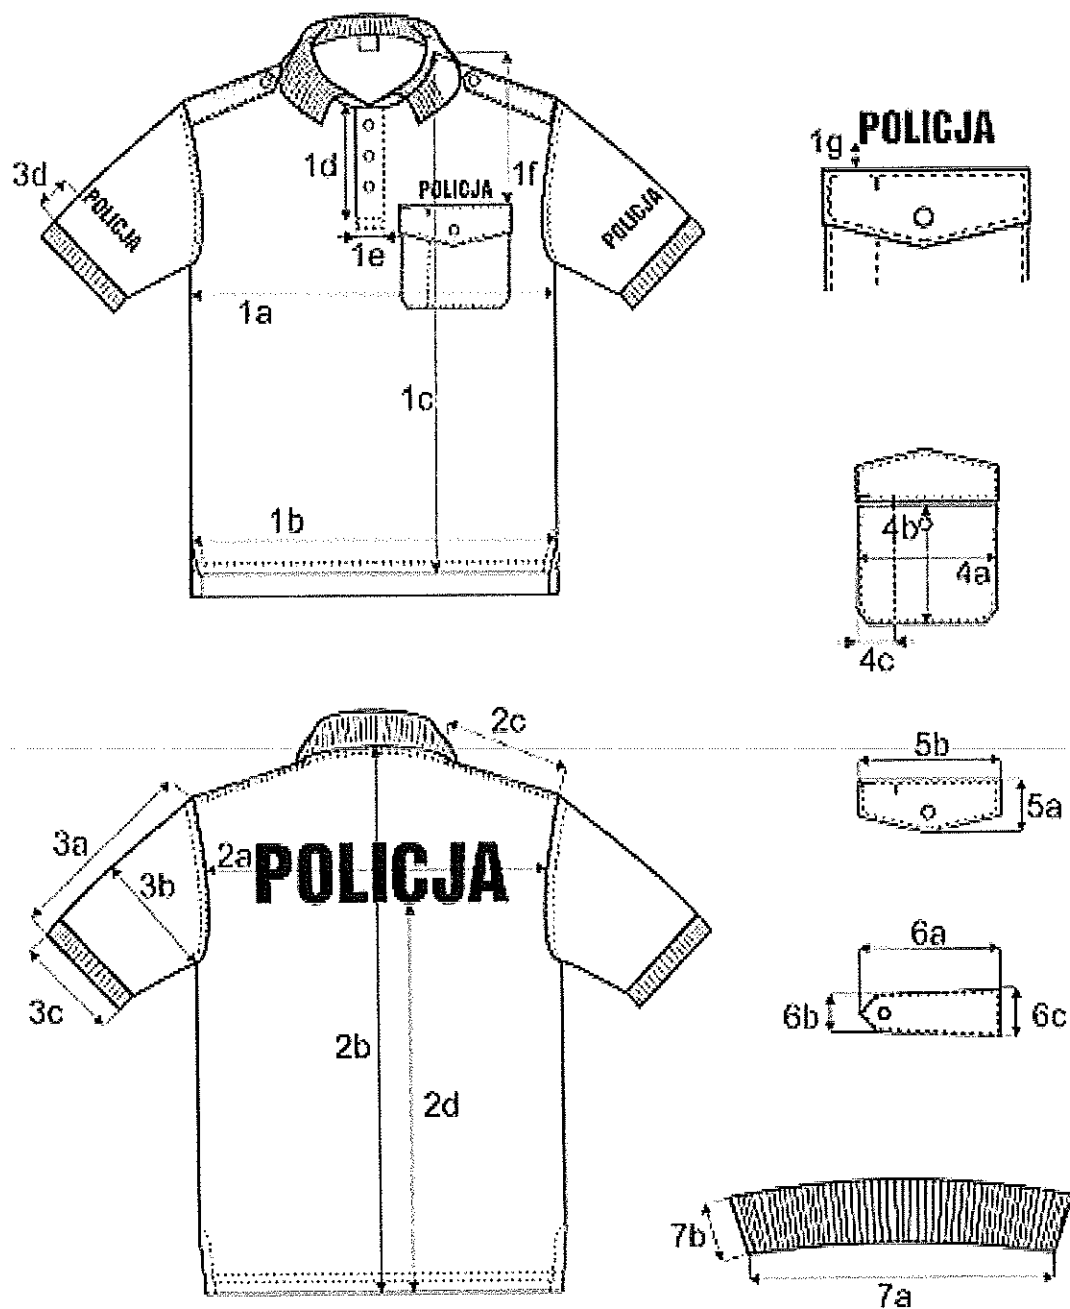 POLICJA
1g
3d
POLICJA
1d
1f
POLICJA
POLICJA
1e
1a
1c
1b
4b
4a
4c
2c
5b
5a
3a
2a
POLICJA
3b
6a
6b
6c
3c
2b
2d
7b
7a